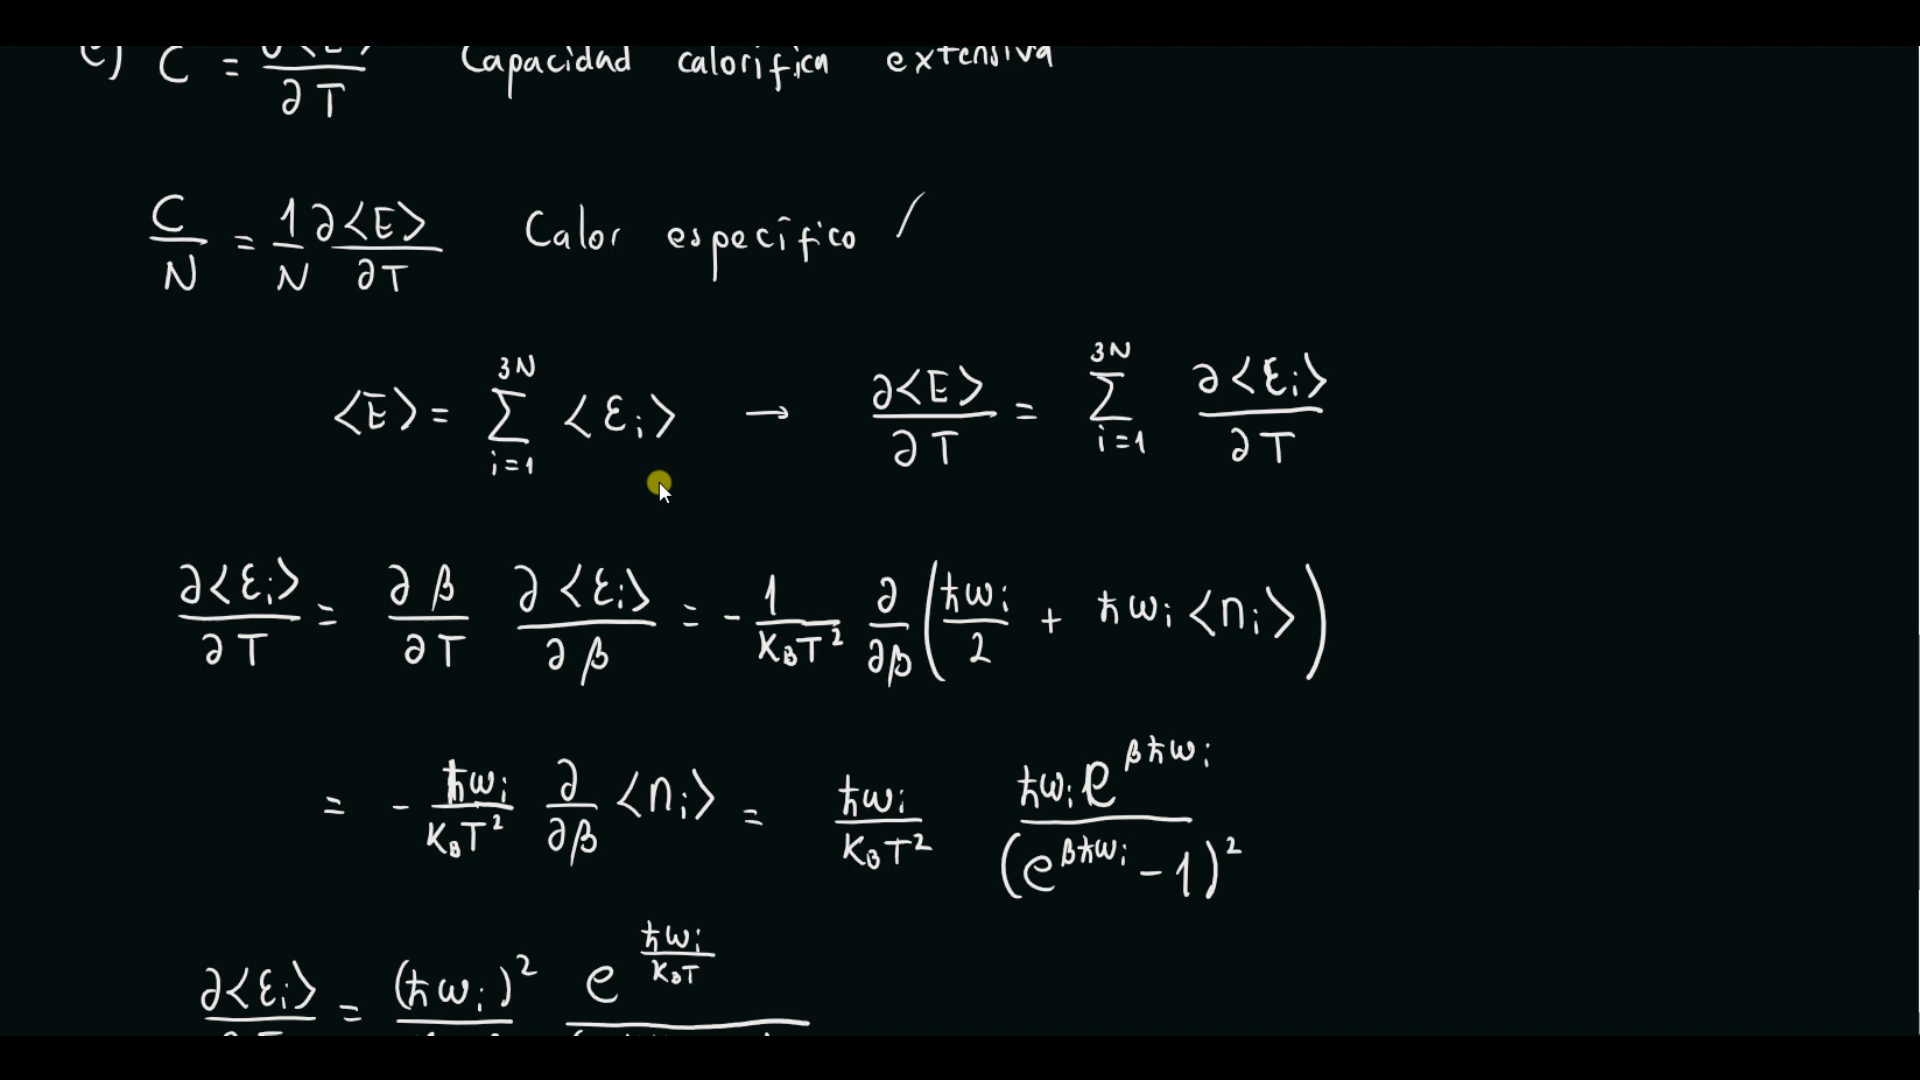 c) C = ∂<E>/∂T Capacidad calorífica extensiva
C/N = 1/N ∂<E>/∂T Calor específico /
<E> = ∑_{i=1}^{3N} <ε_i> → ∂<E>/∂T = ∑_{i=1}^{3N} ∂<ε_i>/∂T
∂<ε_i>/∂T = ∂β/∂T ∂<ε_i>/∂β = - 1/(K_B T²) ∂/∂β (ħω_i/2 + ħω_i <n_i>)
= - ħω_i/(K_B T²) ∂/∂β <n_i> = ħω_i/(K_B T²) ħω_i e^{βħω_i}/(e^{βħω_i} - 1)²
∂<ε_i>/∂T = (ħω_i)² e^{ħω_i/(K_B T)}